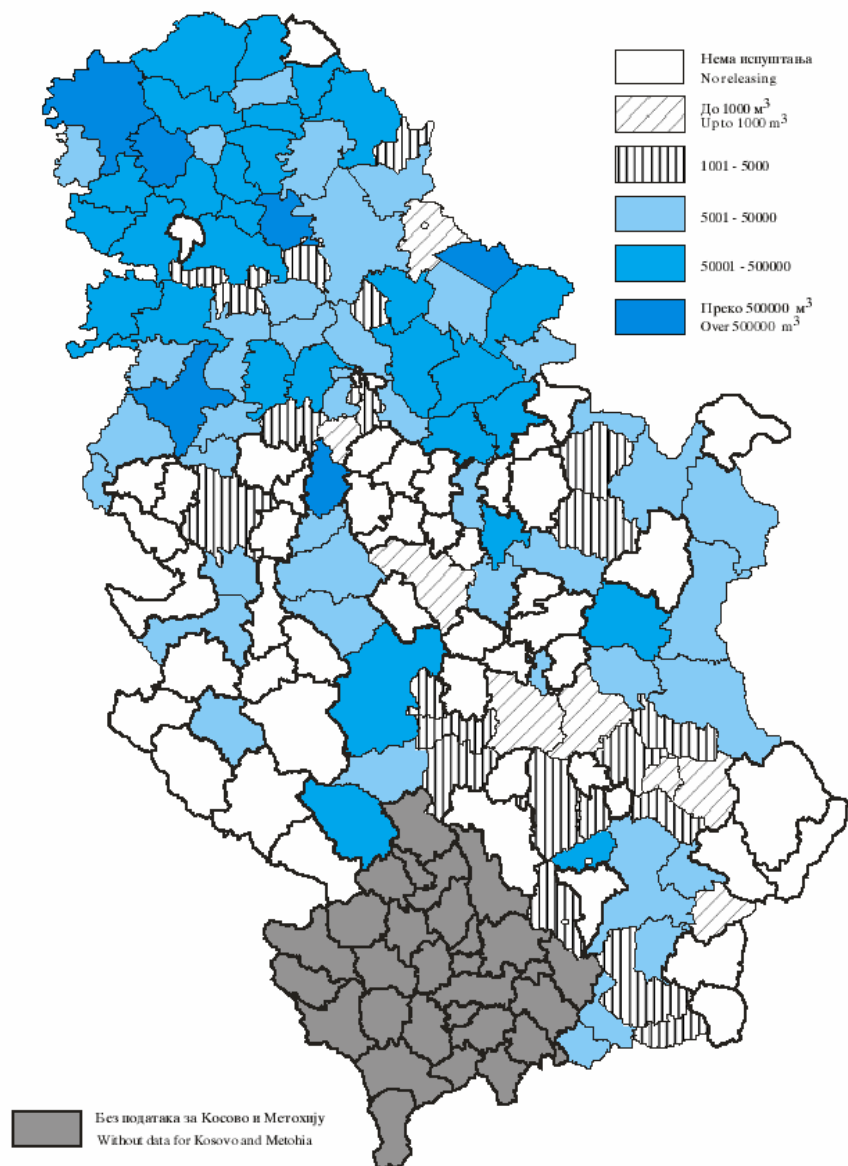 Нема испуштања
No releasing
До 1000 м³
Up to 1000 m³
1001 - 5000
5001 - 50000
50001 - 500000
Преко 500000 м³
Over 500000 m³
Без података за Косово и Метохију
Without data for Kosovo and Metohia